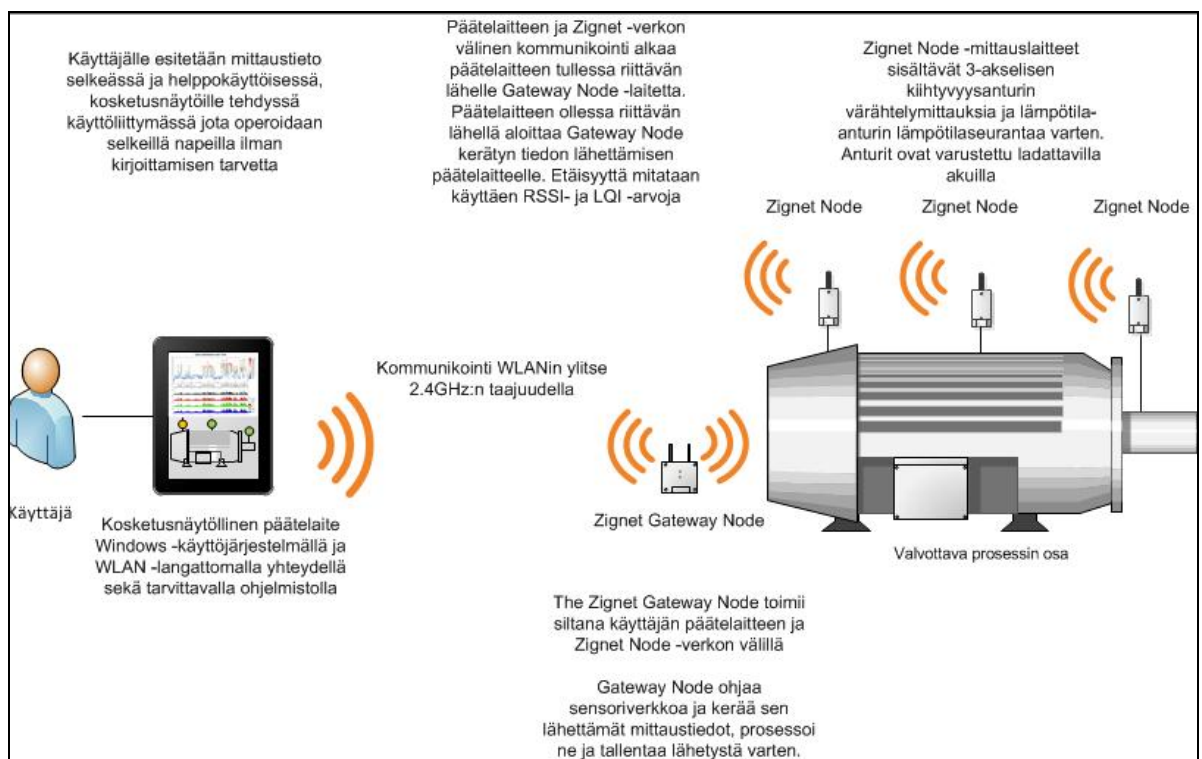 Käyttäjälle esitetään mittaustieto
selkeässä ja helppokäyttöisessä,
kosketusnäytöille tehdyssä
käyttöliittymässä jota operoidaan
selkeillä napeilla ilman
kirjoittamisen tarvetta
Päätelaitteen ja Zignet -verkon
välinen kommunikointi alkaa
päätelaitteen tullessa riittävän
lähelle Gateway Node -laitetta.
Päätelaitteen ollessa riittävän
lähellä aloittaa Gateway Node
kerätyn tiedon lähettämisen
päätelaitteelle. Etäisyyttä mitataan
käyttäen RSSI- ja LQI -arvoja
Zignet Node -mittauslaitteet
sisältävät 3-akselisen
kiihtyvyysanturin
värähtelymittauksia ja lämpötila-
anturin lämpötilaseurantaa varten.
Anturit ovat varustettu ladattavilla
akuilla
Zignet Node
Zignet Node
Zignet Node
Kommunikointi WLANin ylitse
2.4GHz:n taajuudella
Käyttäjä
Kosketusnäytöllinen päätelaite
Windows -käyttöjärjestelmällä ja
WLAN -langattomalla yhteydellä
sekä tarvittavalla ohjelmistolla
Zignet Gateway Node
Valvottava prosessin osa
The Zignet Gateway Node toimii
siltana käyttäjän päätelaitteen ja
Zignet Node -verkon välillä
Gateway Node ohjaa
sensoriverkkoa ja kerää sen
lähettämät mittaustiedot, prosessoi
ne ja tallentaa lähetystä varten.